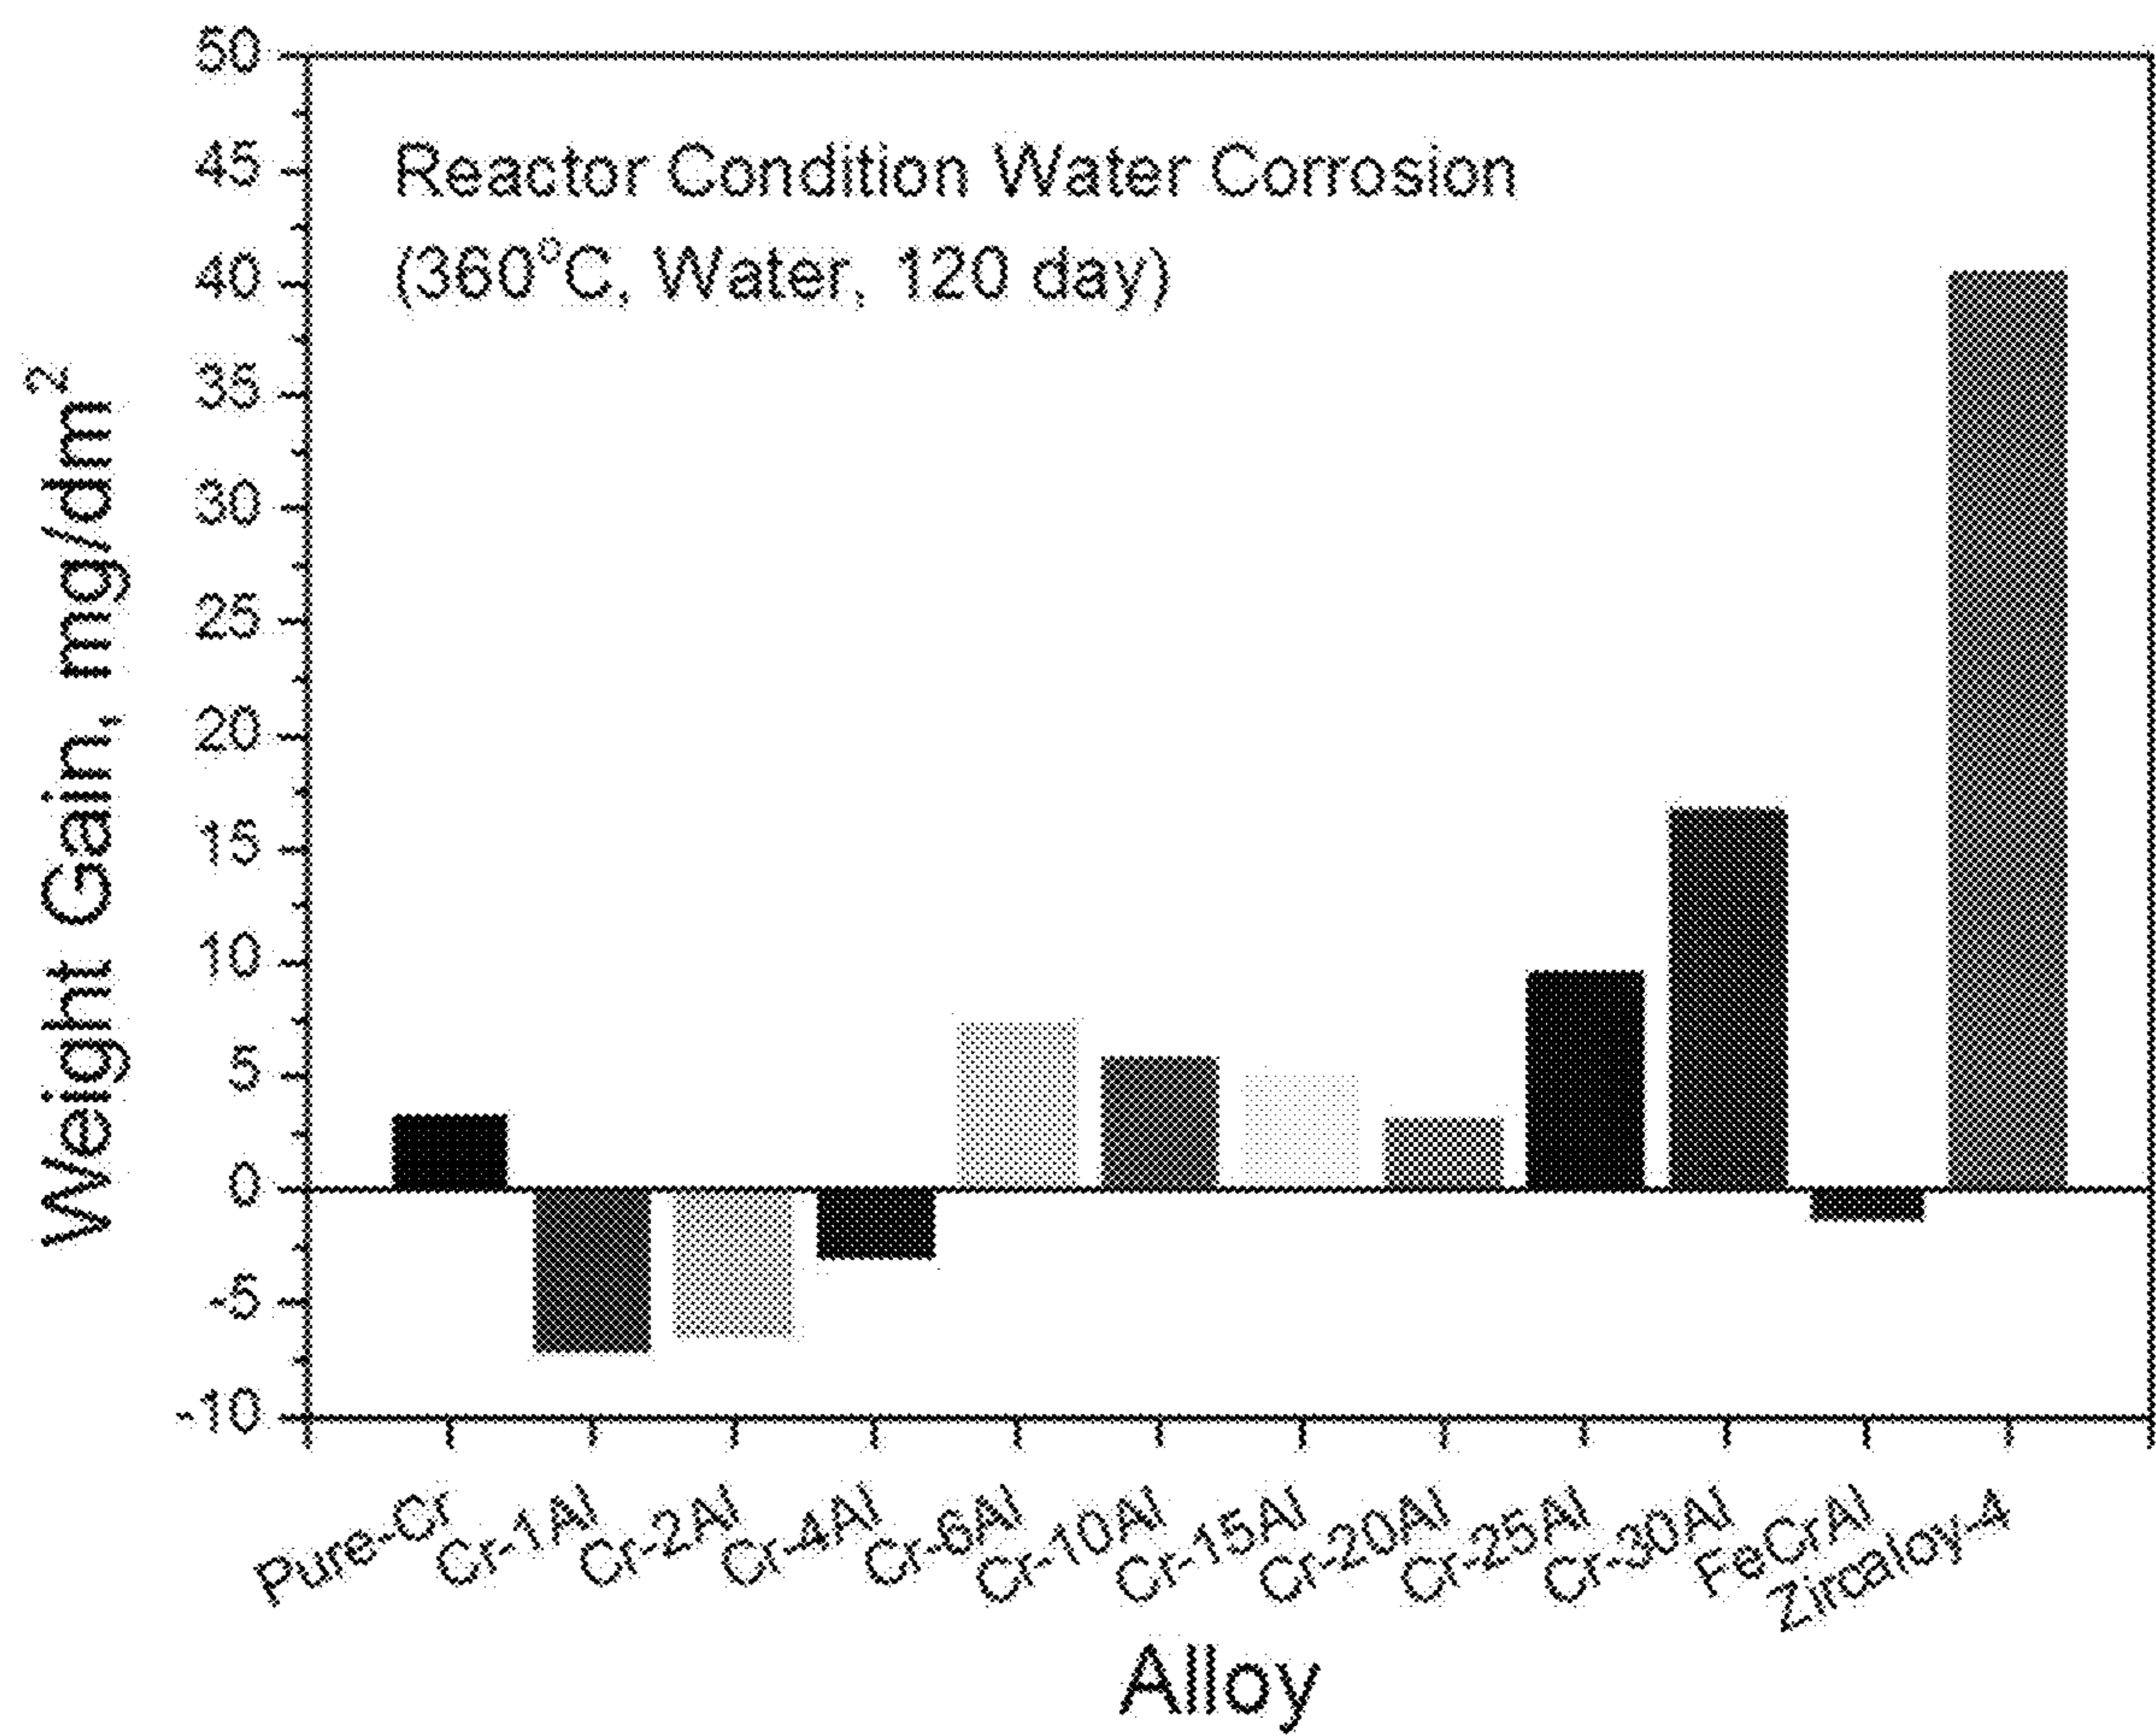 50
45
40
35
30
25
20
15
10
5
0
-5
-10
Weight Gain, mg/dm²
Reactor Condition Water Corrosion
(360°C, Water, 120 day)
Pure-Cr
Cr-1Al
Cr-2Al
Cr-4Al
Cr-6Al
Cr-10Al
Cr-15Al
Cr-20Al
Cr-25Al
Cr-30Al
FeCrAl
Zircaloy-4
Alloy